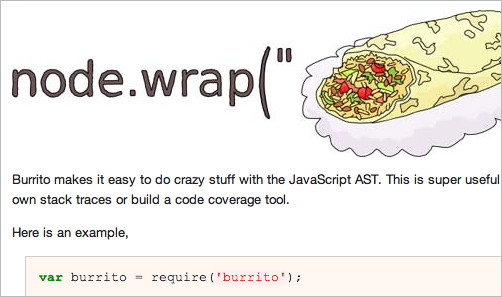 node.wrap("
Burrito makes it easy to do crazy stuff with the JavaScript AST. This is super useful
own stack traces or build a code coverage tool.
Here is an example,
var burrito = require('burrito');